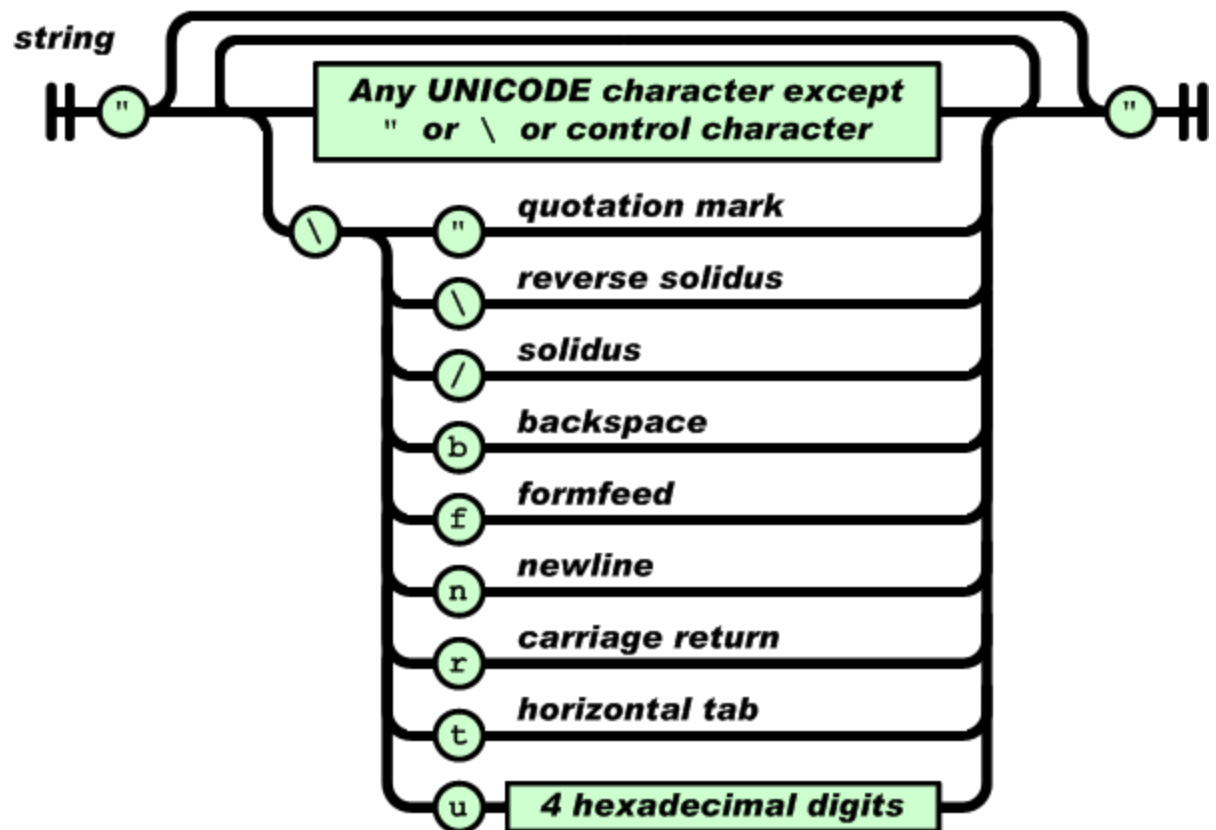 string
"
Any UNICODE character except
" or \ or control character
"
\
" quotation mark
\ reverse solidus
/ solidus
b backspace
f formfeed
n newline
r carriage return
t horizontal tab
u 4 hexadecimal digits